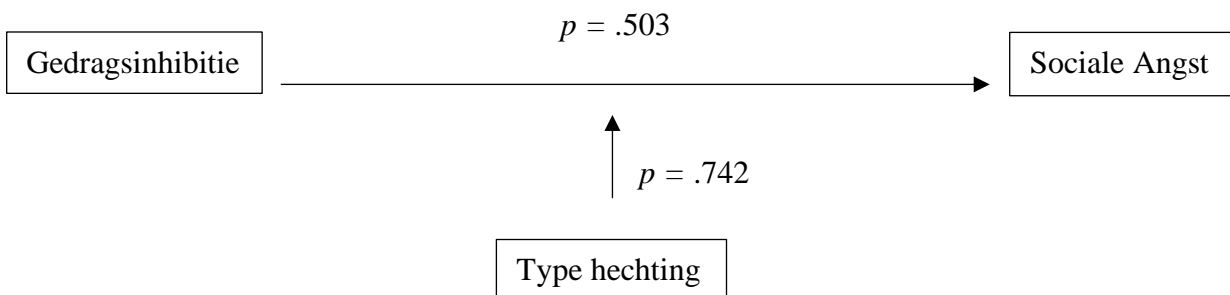 p = .503
Gedragsinhibitie
Sociale Angst
p = .742
Type hechting